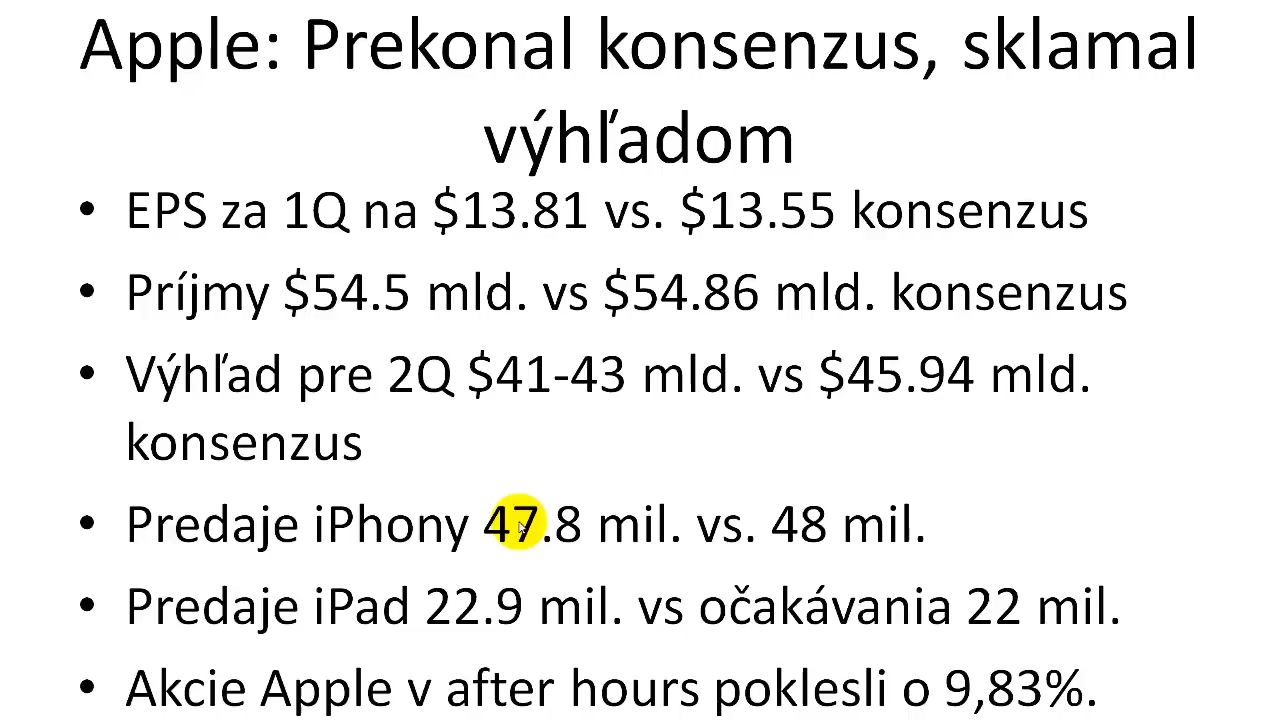 Apple: Prekonal konsenzus, sklamal
výhľadom
• EPS za 1Q na $13.81 vs. $13.55 konsenzus
• Príjmy $54.5 mld. vs $54.86 mld. konsenzus
• Výhľad pre 2Q $41-43 mld. vs $45.94 mld.
konsenzus
• Predaje iPhony 47.8 mil. vs. 48 mil.
• Predaje iPad 22.9 mil. vs očakávania 22 mil.
• Akcie Apple v after hours poklesli o 9,83%.